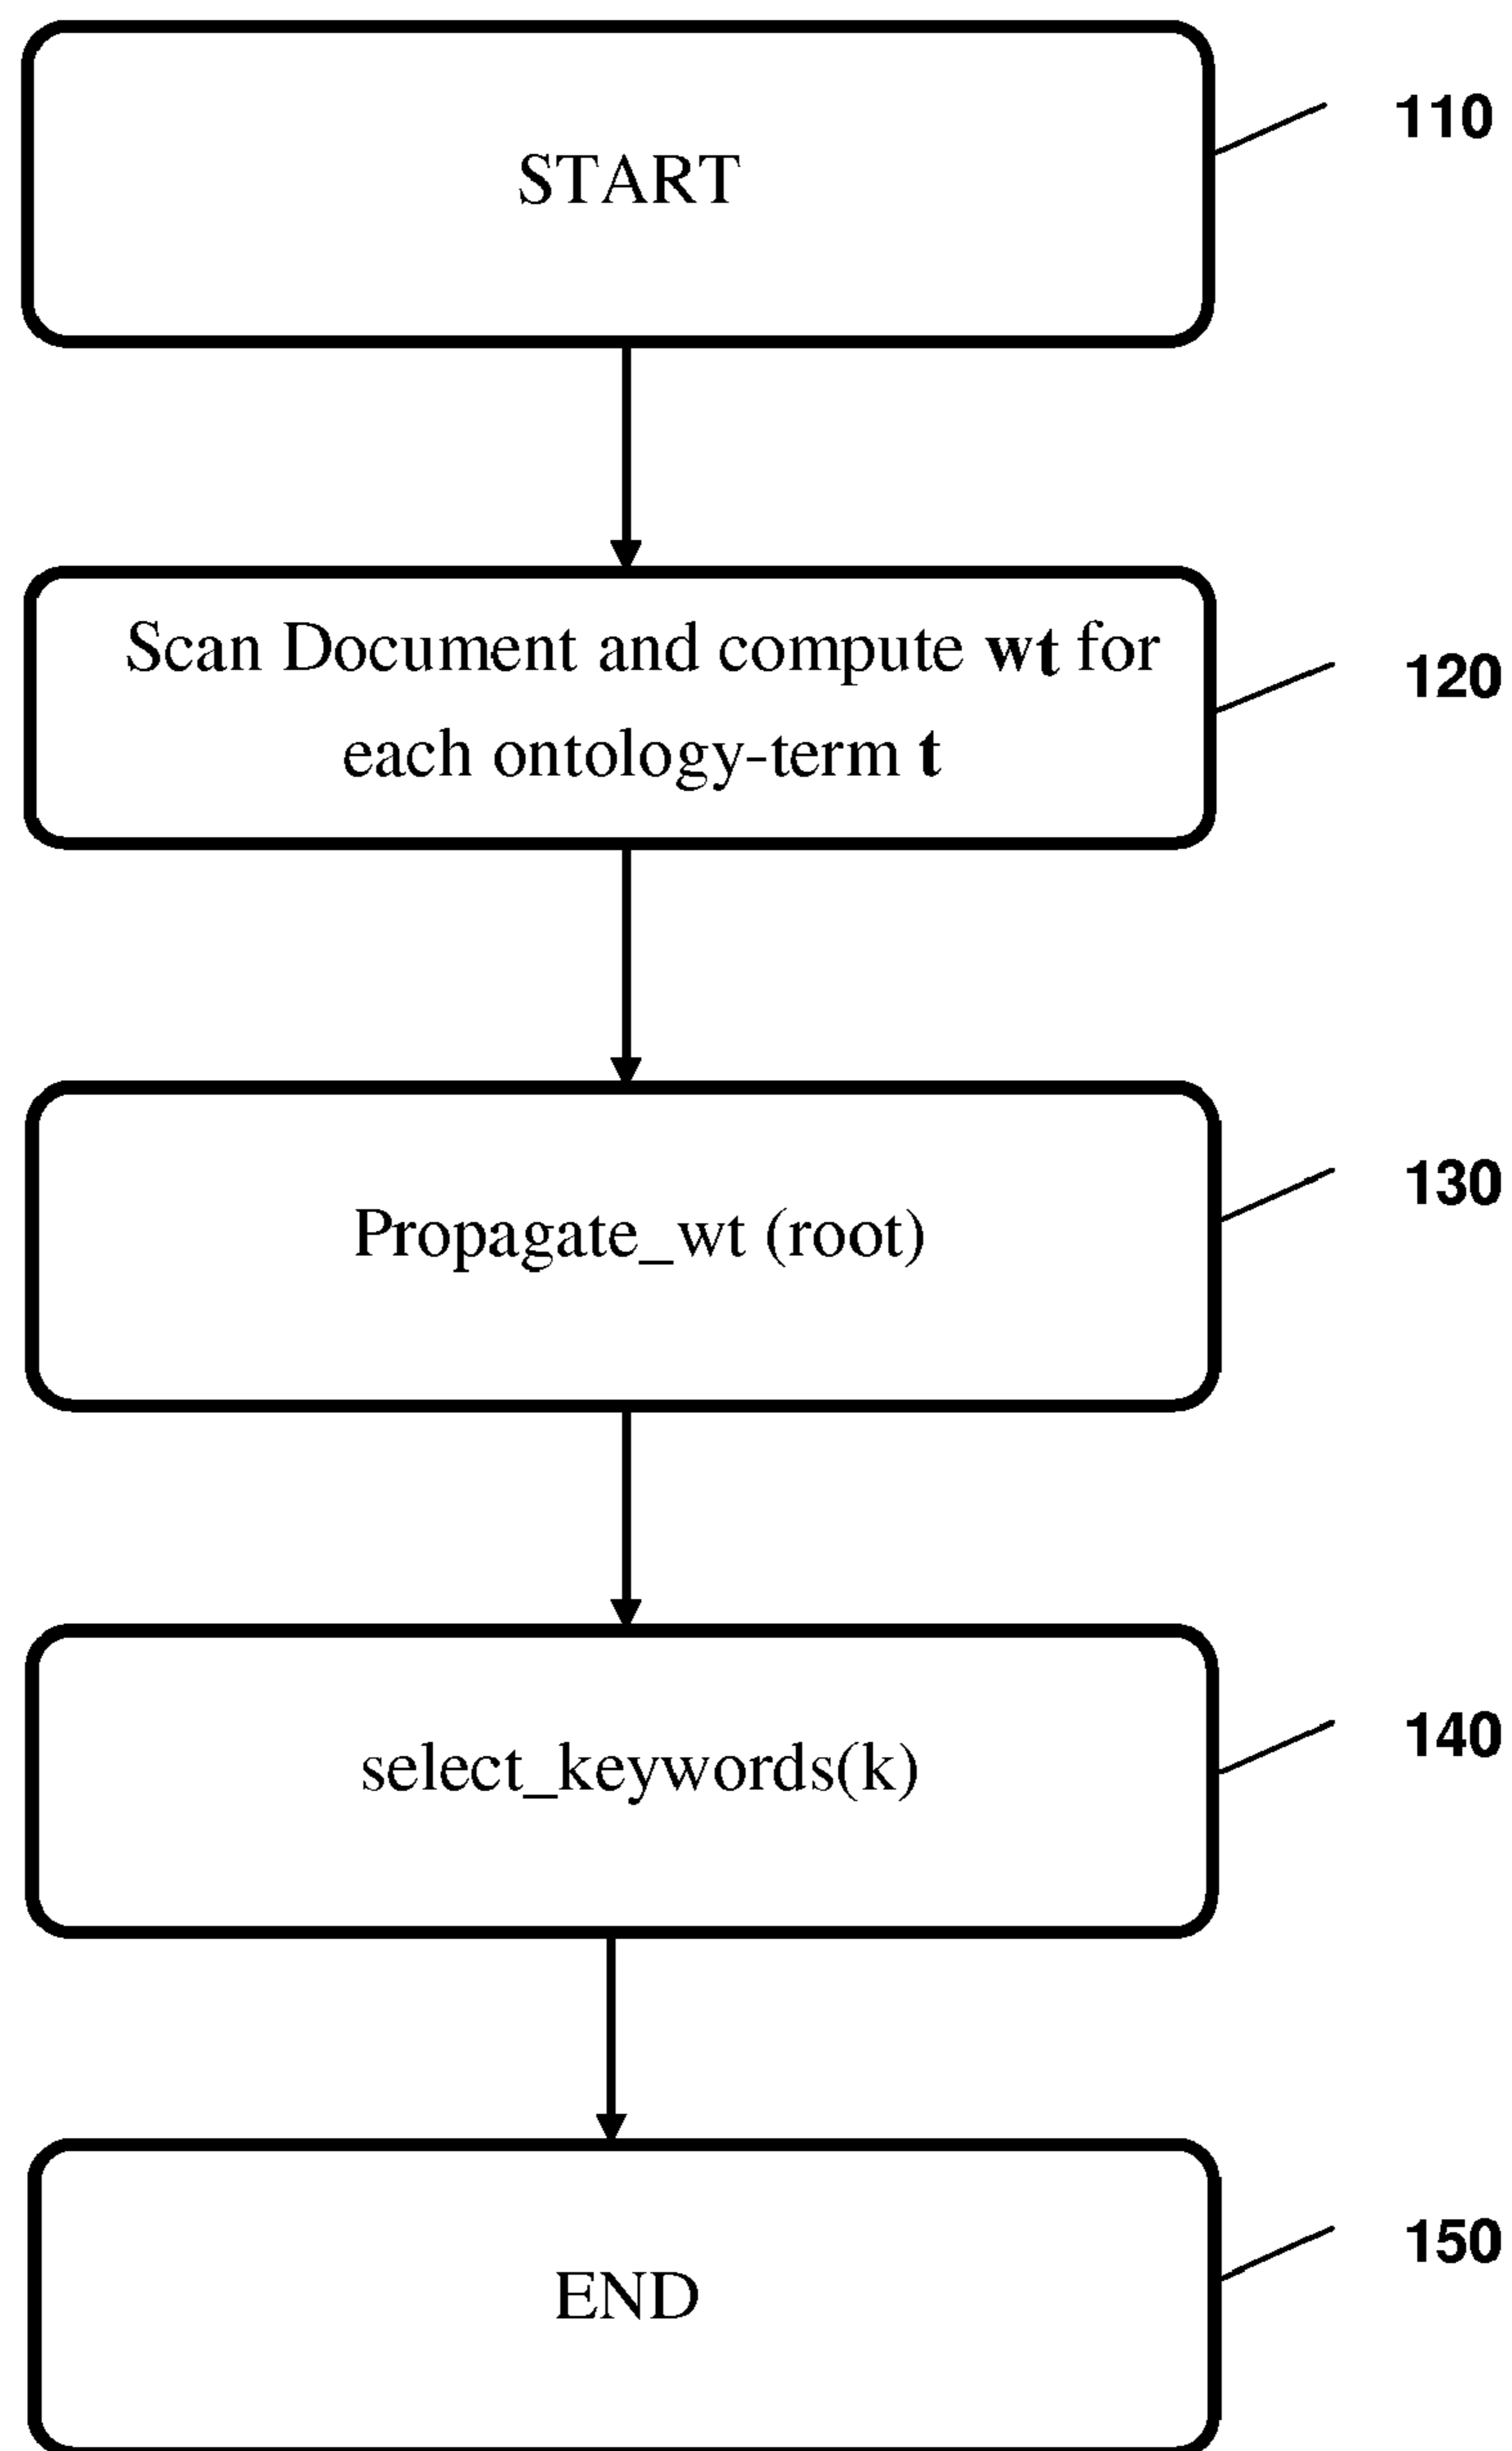 START
110
Scan Document and compute wt for
each ontology-term t
120
Propagate_wt (root)
130
select_keywords(k)
140
END
150